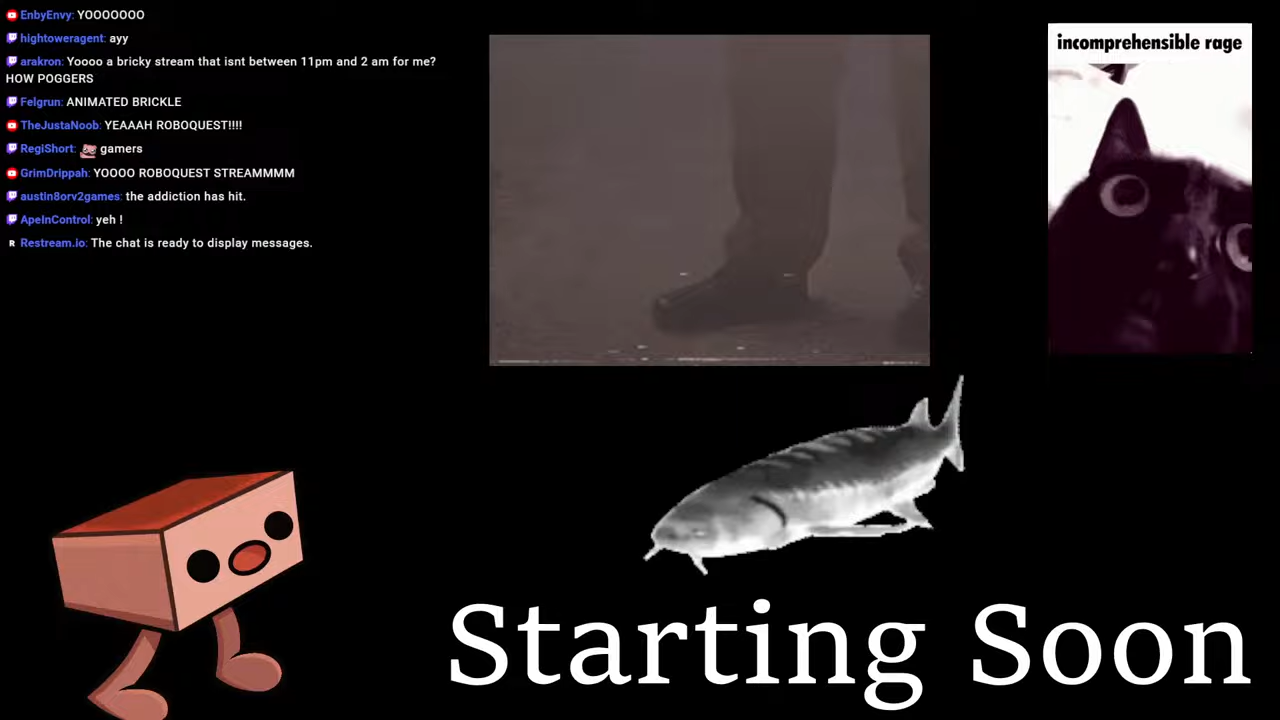 EnbyEnvy: YOOOOOOO
hightoweragent: ayy
arakron: Yoooo a bricky stream that isnt between 11pm and 2 am for me?
HOW POGGERS
Felgrun: ANIMATED BRICKLE
TheJustaNoob: YEAAAH ROBOQUEST!!!!
RegiShort: gamers
GrimDrippah: YOOOO ROBOQUEST STREAMMMM
austin8orv2games: the addiction has hit.
ApeInControl: yeh !
R Restream.io: The chat is ready to display messages.
incomprehensible rage
Starting Soon